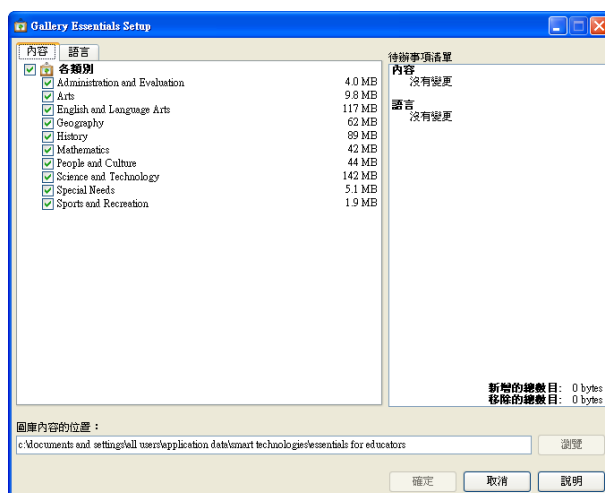 Gallery Essentials Setup
內容 語言
各類別
Administration and Evaluation 4.0 MB
Arts 9.8 MB
English and Language Arts 117 MB
Geography 62 MB
History 89 MB
Mathematics 42 MB
People and Culture 44 MB
Science and Technology 142 MB
Special Needs 5.1 MB
Sports and Recreation 1.9 MB
待辦事項清單
內容
沒有變更
語言
沒有變更
新增的總數目: 0 bytes
移除的總數目: 0 bytes
圖庫內容的位置：
c:\documents and settings\all users\application data\smart technologies\essentials for educators
瀏覽
確定 取消 說明